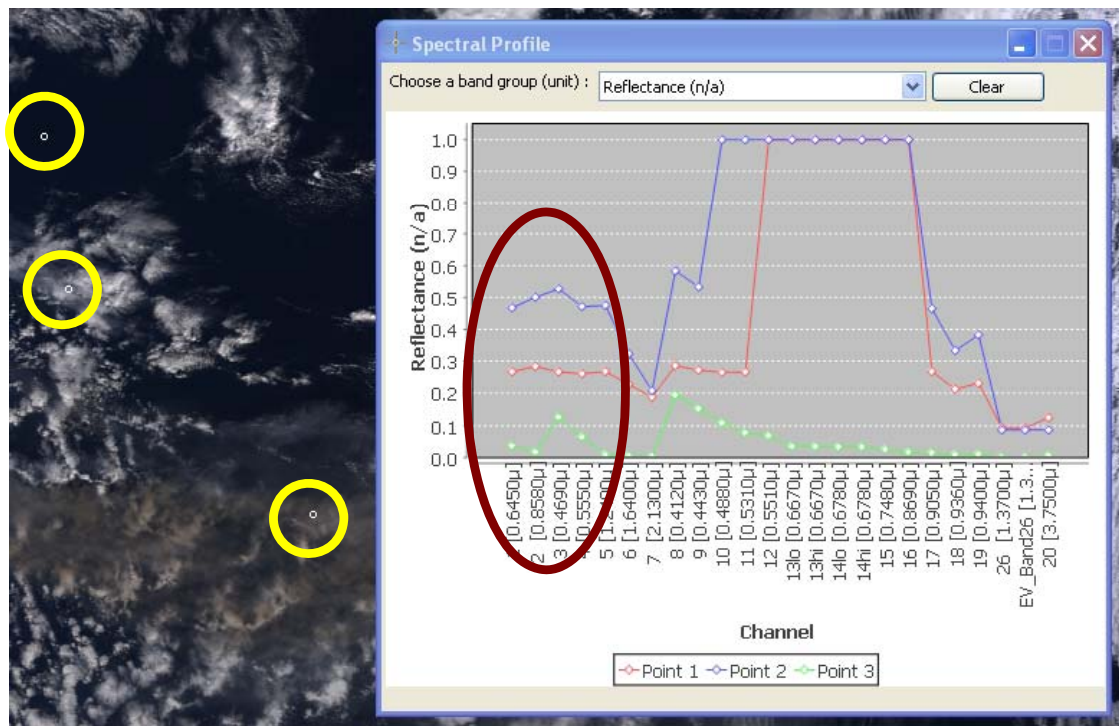 Spectral Profile
Choose a band group (unit) :
Reflectance (n/a)
Clear
Reflectance (n/a)
1.0
0.9
0.8
0.7
0.6
0.5
0.4
0.3
0.2
0.1
0.0
[0.6450µ]
2 [0.8580µ]
3 [0.4690µ]
[0.5550µ]
5
6 [1.6400µ]
7 [2.1300µ]
8 [0.4120µ]
9 [0.4430µ]
10 [0.4880µ]
11 [0.5310µ]
12 [0.5510µ]
13lo [0.6670µ]
13hi [0.6670µ]
14lo [0.6780µ]
14hi [0.6780µ]
15 [0.7480µ]
16 [0.8690µ]
17 [0.9050µ]
18 [0.9360µ]
19 [0.9400µ]
26 [1.3700µ]
EV_Band26 [1.3...
20 [3.7500µ]
Channel
Point 1 Point 2 Point 3